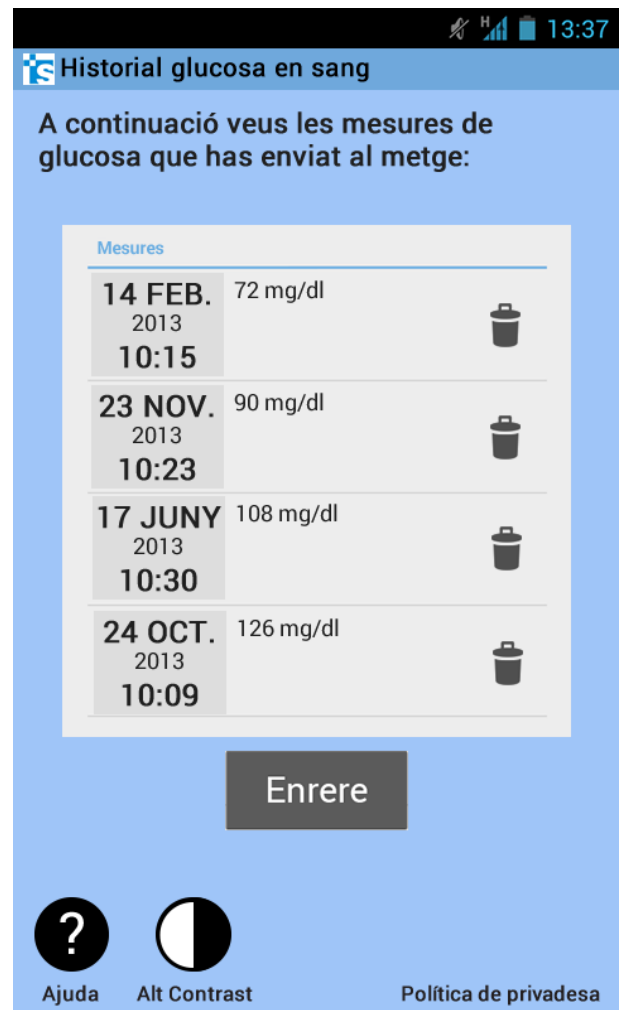 H 13:37
Historial glucosa en sang
A continuació veus les mesures de
glucosa que has enviat al metge:
Mesures
14 FEB.
2013
10:15
72 mg/dl
23 NOV.
2013
10:23
90 mg/dl
17 JUNY
2013
10:30
108 mg/dl
24 OCT.
2013
10:09
126 mg/dl
Enrere
?
Ajuda
Alt Contrast
Política de privadesa